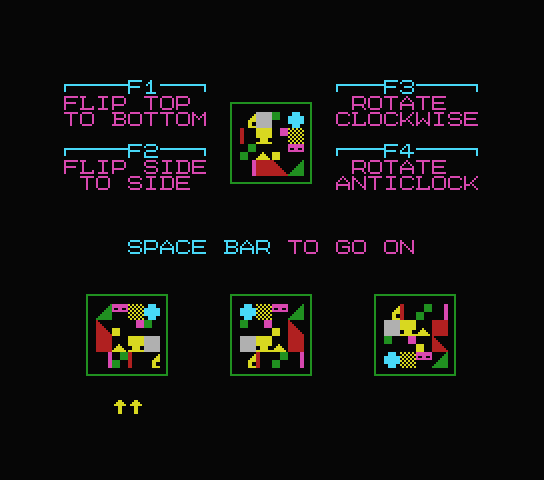 F1
FLIP TOP
TO BOTTOM
F2
FLIP SIDE
TO SIDE
F3
ROTATE
CLOCKWISE
F4
ROTATE
ANTICLOCK
SPACE BAR TO GO ON